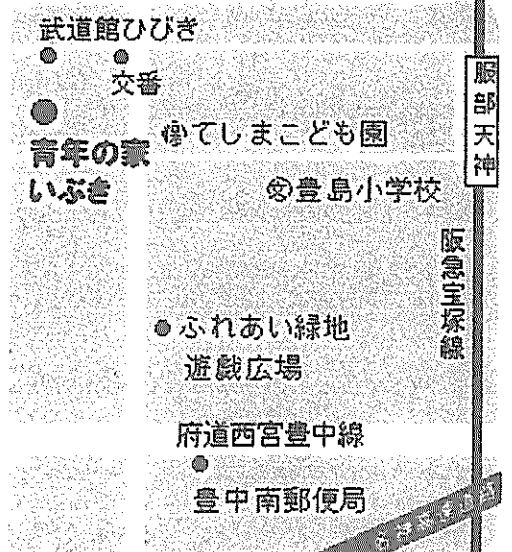 武道館ひびき
交番
青年の家
いぶき
てしまこども園
文豊島小学校
服部天神
阪急宝塚線
ふれあい緑地
遊戯広場
府道西宮豊中線
豊中南郵便局